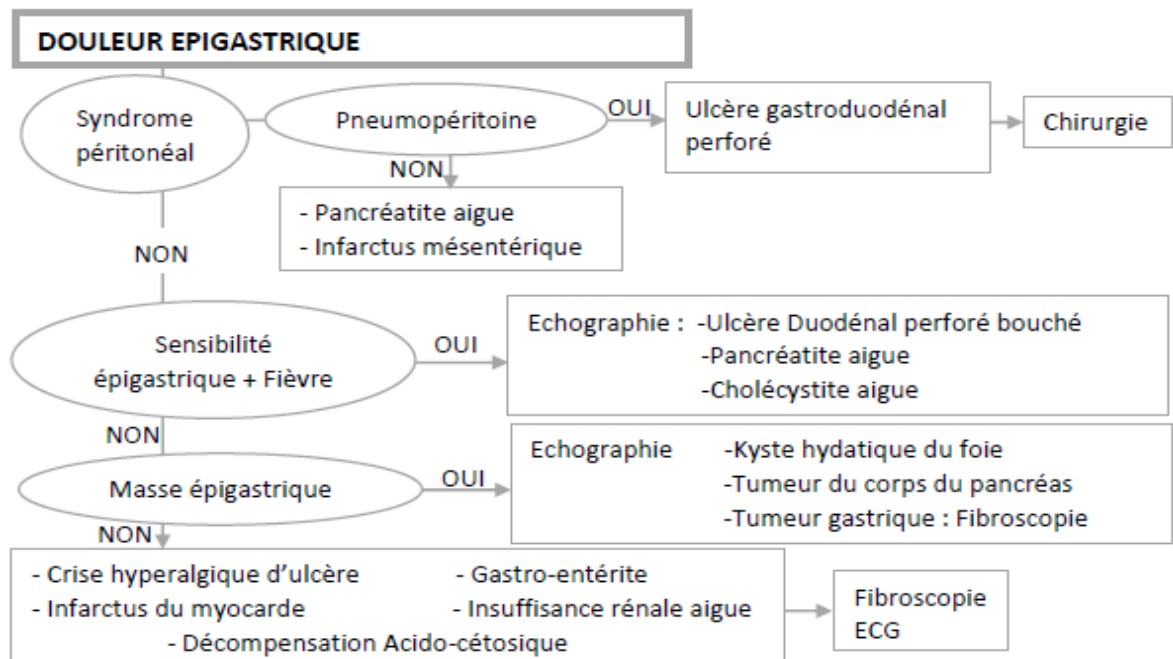 DOULEUR EPIGASTRIQUE
Syndrome
péritonéal
Pneumopéritoine
OUI
Ulcère gastroduodénal
perforé
Chirurgie
NON
- Pancréatite aigue
- Infarctus mésentérique
NON
Sensibilité
épigastrique + Fièvre
OUI
Echographie : -Ulcère Duodénal perforé bouché
-Pancréatite aigue
-Cholécystite aigue
NON
Masse épigastrique
OUI
Echographie -Kyste hydatique du foie
-Tumeur du corps du pancréas
-Tumeur gastrique : Fibroscopie
NON
- Crise hyperalgique d’ulcère - Gastro-entérite
- Infarctus du myocarde - Insuffisance rénale aigue
- Décompensation Acido-cétosique
Fibroscopie
ECG